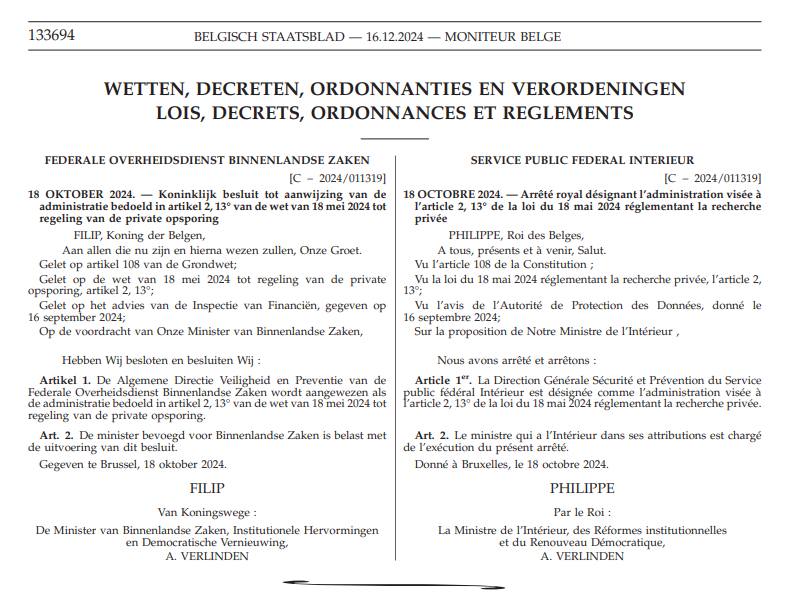 133694
BELGISCH STAATSBLAD — 16.12.2024 — MONITEUR BELGE
WETTEN, DECRETEN, ORDONNANTIES EN VERORDENINGEN
LOIS, DECRETS, ORDONNANCES ET REGLEMENTS
FEDERALE OVERHEIDSDIENST BINNENLANDSE ZAKEN
[C − 2024/011319]
18 OKTOBER 2024. — Koninklijk besluit tot aanwijzing van de
administratie bedoeld in artikel 2, 13° van de wet van 18 mei 2024 tot
regeling van de private opsporing
FILIP, Koning der Belgen,
Aan allen die nu zijn en hierna wezen zullen, Onze Groet.
Gelet op artikel 108 van de Grondwet;
Gelet op de wet van 18 mei 2024 tot regeling van de private
opsporing, artikel 2, 13°;
Gelet op het advies van de Inspectie van Financiën, gegeven op
16 september 2024;
Op de voordracht van Onze Minister van Binnenlandse Zaken,
Hebben Wij besloten en besluiten Wij :
Artikel 1. De Algemene Directie Veiligheid en Preventie van de
Federale Overheidsdienst Binnenlandse Zaken wordt aangewezen als
de administratie bedoeld in artikel 2, 13° van de wet van 18 mei 2024 tot
regeling van de private opsporing.
Art. 2. De minister bevoegd voor Binnenlandse Zaken is belast met
de uitvoering van dit besluit.
Gegeven te Brussel, 18 oktober 2024.
FILIP
Van Koningswege :
De Minister van Binnenlandse Zaken, Institutionele Hervormingen
en Democratische Vernieuwing,
A. VERLINDEN
SERVICE PUBLIC FEDERAL INTERIEUR
[C − 2024/011319]
18 OCTOBRE 2024. — Arrêté royal désignant l'administration visée à
l'article 2, 13° de la loi du 18 mai 2024 réglementant la recherche
privée
PHILIPPE, Roi des Belges,
A tous, présents et à venir, Salut.
Vu l'article 108 de la Constitution ;
Vu la loi du 18 mai 2024 réglementant la recherche privée, l'article 2,
13°;
Vu l'avis de l'Autorité de Protection des Données, donné le
16 septembre 2024;
Sur la proposition de Notre Ministre de l'Intérieur ,
Nous avons arrêté et arrêtons :
Article 1er. La Direction Générale Sécurité et Prévention du Service
public fédéral Intérieur est désignée comme l'administration visée à
l'article 2, 13° de la loi du 18 mai 2024 réglementant la recherche privée.
Art. 2. Le ministre qui a l'Intérieur dans ses attributions est chargé
de l'exécution du présent arrêté.
Donné à Bruxelles, le 18 octobre 2024.
PHILIPPE
Par le Roi :
La Ministre de l'Intérieur, des Réformes institutionnelles
et du Renouveau Démocratique,
A. VERLINDEN